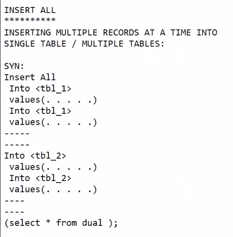 INSERT ALL
**********
INSERTING MULTIPLE RECORDS AT A TIME INTO
SINGLE TABLE / MULTIPLE TABLES:
SYN:
Insert All
Into <tbl_1>
values(. . . . .)
Into <tbl_1>
values(. . . . .)
-----
-----
Into <tbl_2>
values(. . . . .)
Into <tbl_2>
values(. . . . .)
----
----
(select * from dual );